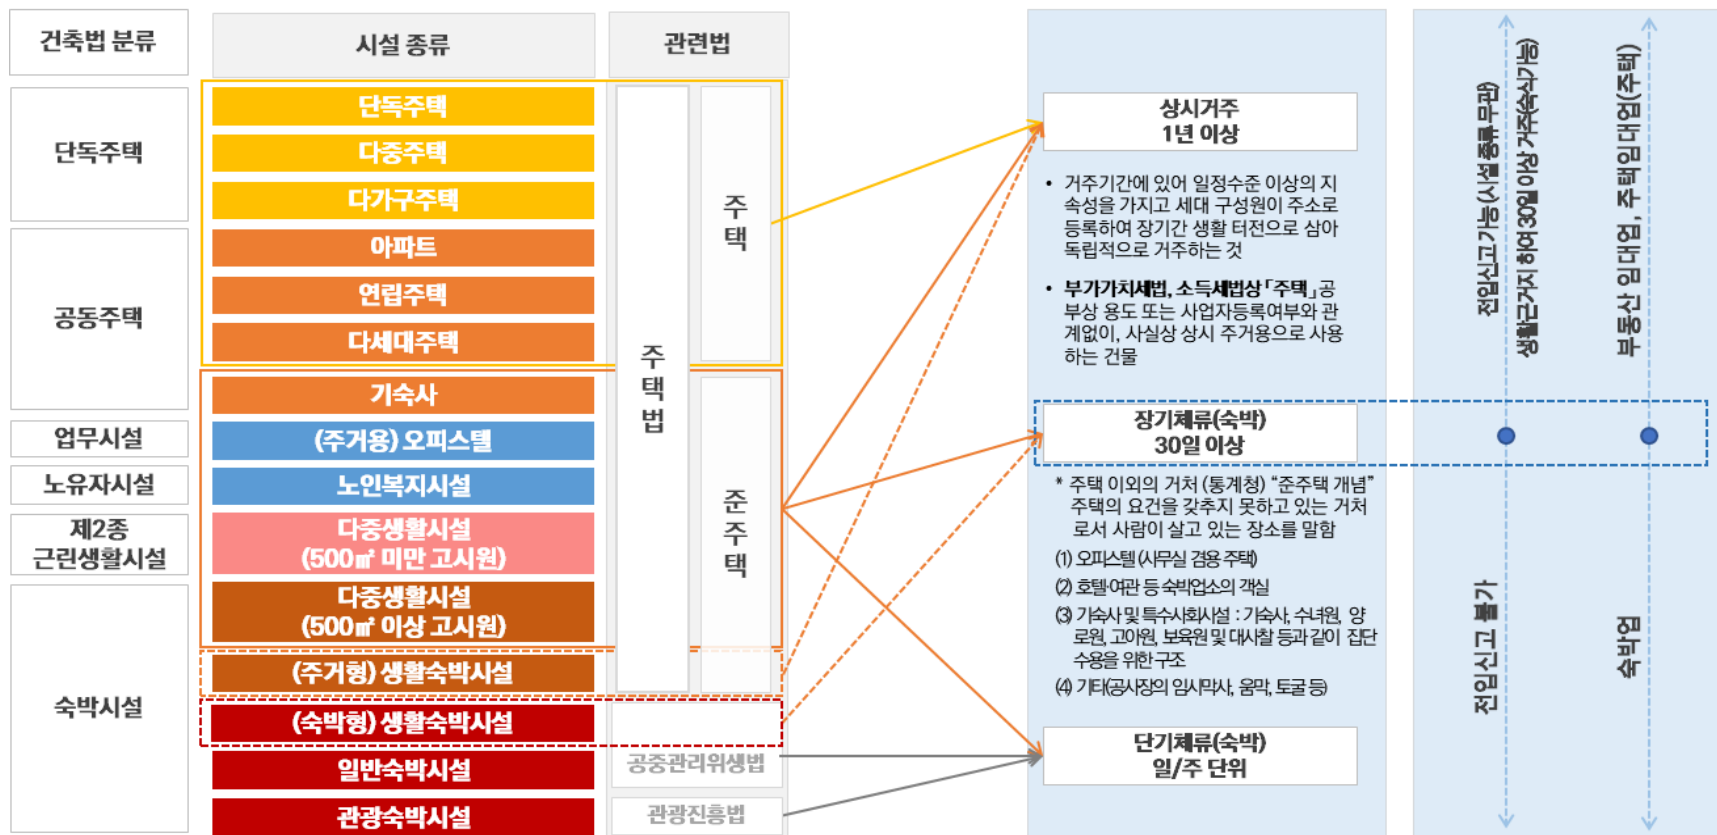 건축법 분류
시설 종류
관련법
단독주택
공동주택
업무시설
노유자시설
제2종
근린생활시설
숙박시설
단독주택
다중주택
다가구주택
아파트
연립주택
다세대주택
기숙사
(주거용) 오피스텔
노인복지시설
다중생활시설
(500㎡ 미만 고시원)
다중생활시설
(500㎡ 이상 고시원)
(주거형) 생활숙박시설
(숙박형) 생활숙박시설
일반숙박시설
관광숙박시설
주택법
주택
준주택
공중관리위생법
관광진흥법
상시거주
1년 이상
• 거주기간에 있어 일정수준 이상의 지
속성을 가지고 세대 구성원이 주소로
등록하여 장기간 생활 터전으로 삼아
독립적으로 거주하는 것
• 부가가치세법, 소득세법상 「주택」 공
부상 용도 또는 사업자등록여부와 관
계없이, 사실상 상시 주거용으로 사용
하는 건물
장기체류(숙박)
30일 이상
* 주택 이외의 거처 (통계청) “준주택 개념”
주택의 요건을 갖추지 못하고 있는 거처
로서 사람이 살고 있는 장소를 말함
(1) 오피스텔 (사무실 겸용 주택)
(2) 호텔·여관 등 숙박업소의 객실
(3) 기숙사 및 특수사회시설 : 기숙사, 수녀원, 양
로원, 고아원, 보육원 및 대사찰 등과 같이 집단
수용을 위한 구조
(4) 기타(공사장의 임시막사, 움막, 토굴 등)
단기체류(숙박)
일/주 단위
전입신고 가능 (시설 종류 무관)
생활근거지 하여 30일 이상 거주(숙식가능)
부동산 임대업, 주택임대업(주택)
전입신고 불가
숙박업